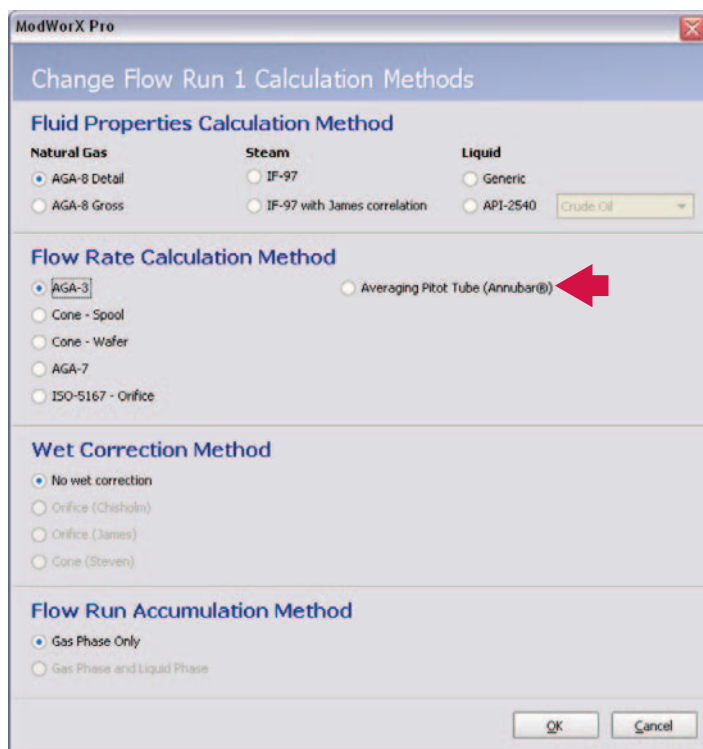 ModWorX Pro
Change Flow Run 1 Calculation Methods
Fluid Properties Calculation Method
Natural Gas Steam Liquid
AGA-8 Detail IF-97 Generic
AGA-8 Gross IF-97 with James correlation API-2540 Crude Oil
Flow Rate Calculation Method
AGA-3 Averaging Pitot Tube (Annubar®)
Cone - Spool
Cone - Wafer
AGA-7
ISO-5167 - Orifice
Wet Correction Method
No wet correction
Orifice (Chisholm)
Orifice (James)
Cone (Steven)
Flow Run Accumulation Method
Gas Phase Only
Gas Phase and Liquid Phase
OK Cancel